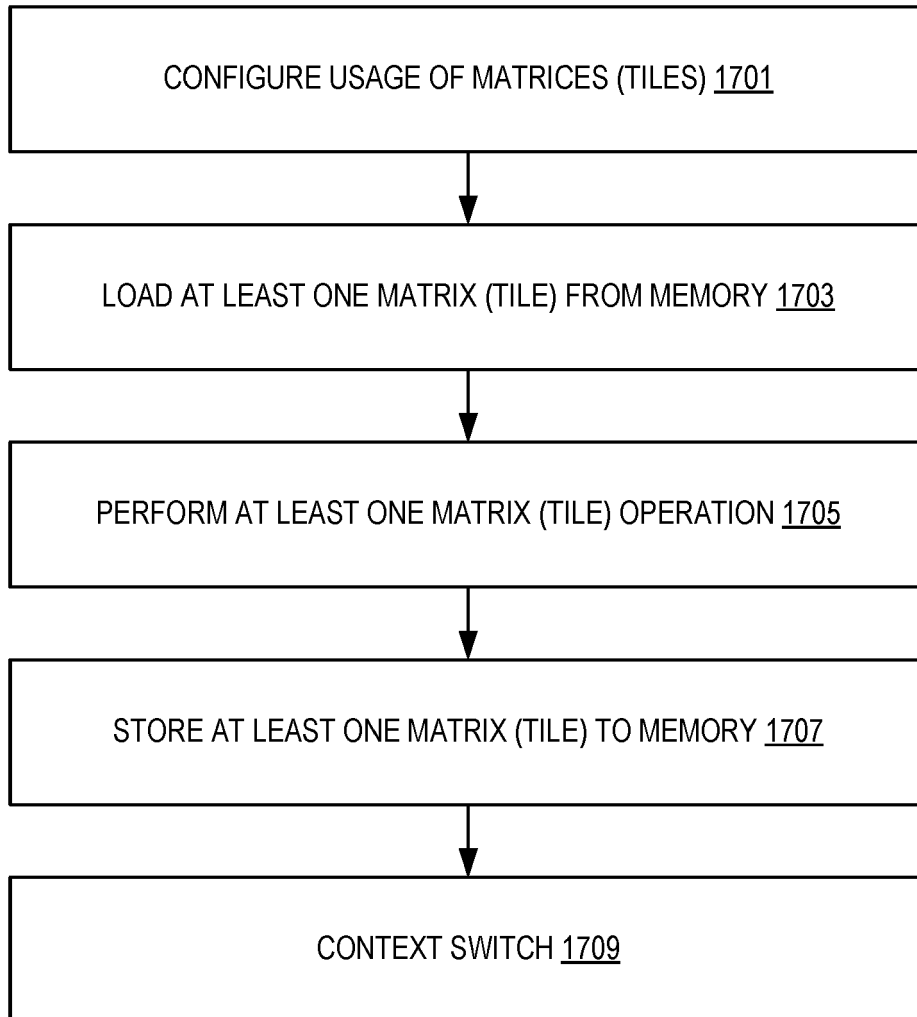 CONFIGURE USAGE OF MATRICES (TILES) 1701
LOAD AT LEAST ONE MATRIX (TILE) FROM MEMORY 1703
PERFORM AT LEAST ONE MATRIX (TILE) OPERATION 1705
STORE AT LEAST ONE MATRIX (TILE) TO MEMORY 1707
CONTEXT SWITCH 1709